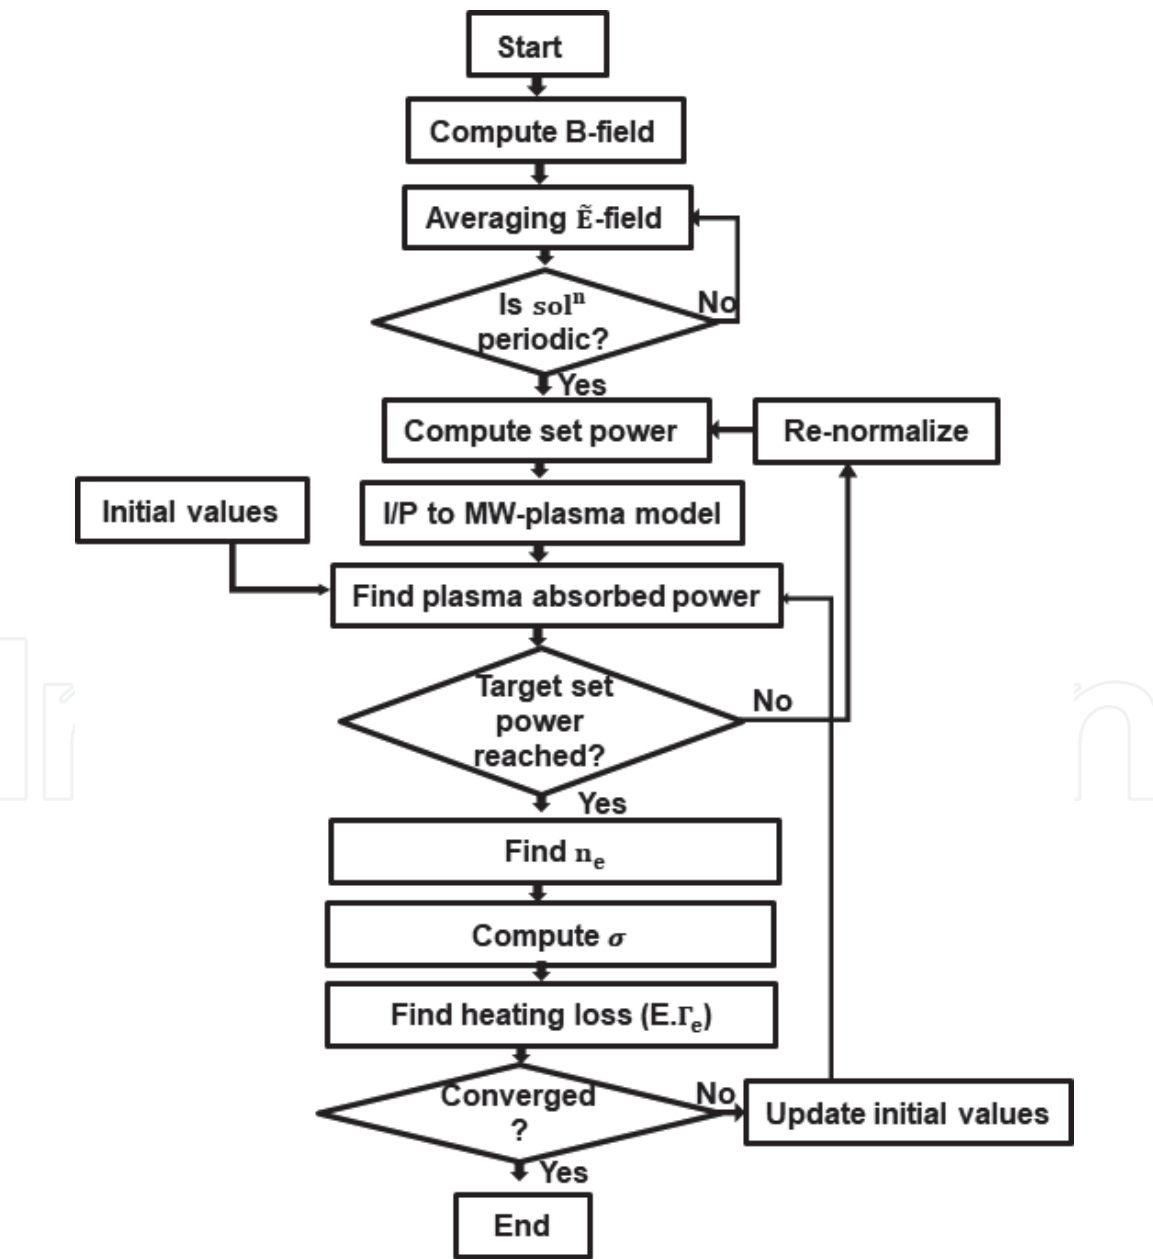 Start
Compute B-field
Averaging Ẽ-field
Is solⁿ
periodic?
No
Yes
Compute set power
Re-normalize
Initial values
I/P to MW-plasma model
Find plasma absorbed power
Target set
power
reached?
No
Yes
Find nₑ
Compute σ
Find heating loss (E.Γₑ)
Converged
?
No
Update initial values
Yes
End